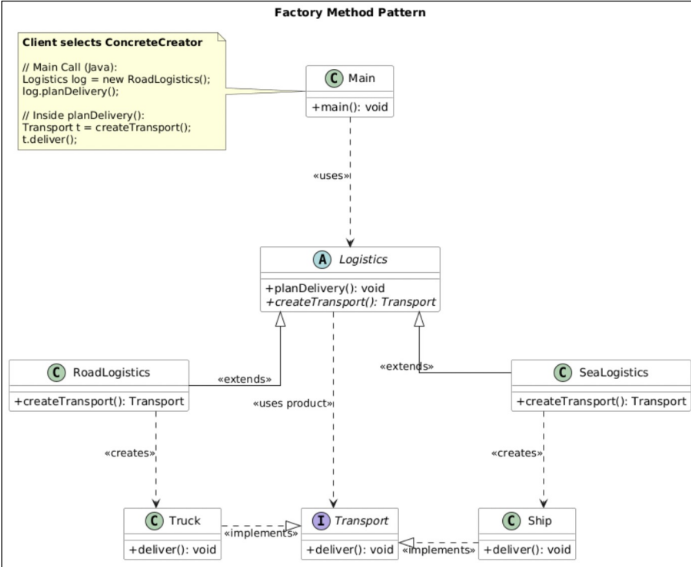 Factory Method Pattern
Client selects ConcreteCreator
// Main Call (Java):
Logistics log = new RoadLogistics();
log.planDelivery();
// Inside planDelivery():
Transport t = createTransport();
t.deliver();
C Main
+main(): void
«uses»
A Logistics
+planDelivery(): void
+createTransport(): Transport
C RoadLogistics
+createTransport(): Transport
«extends»
«extends»
C SeaLogistics
+createTransport(): Transport
«uses product»
«creates»
«creates»
C Truck
+deliver(): void
«implements»
I Transport
+deliver(): void
«implements»
C Ship
+deliver(): void